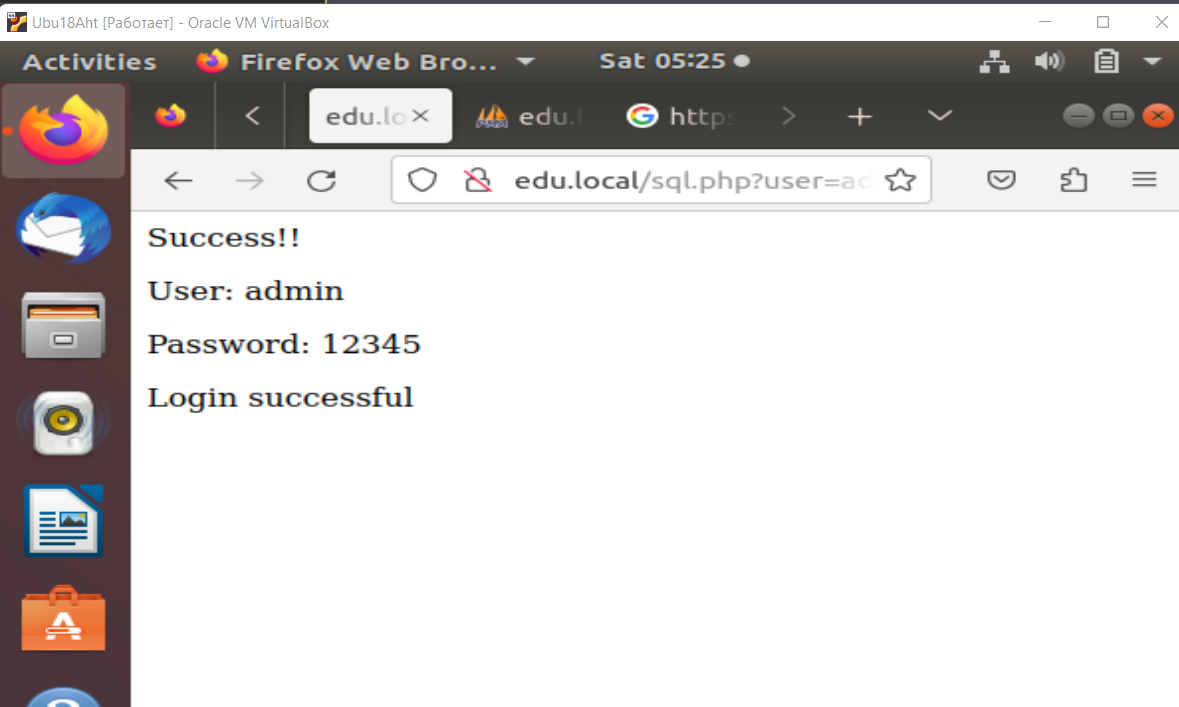 Ubu18Aht [Работает] - Oracle VM VirtualBox
Activities Firefox Web Bro... Sat 05:25
edu.lo edu.l https
edu.local/sql.php?user=ad
Success!!
User: admin
Password: 12345
Login successful